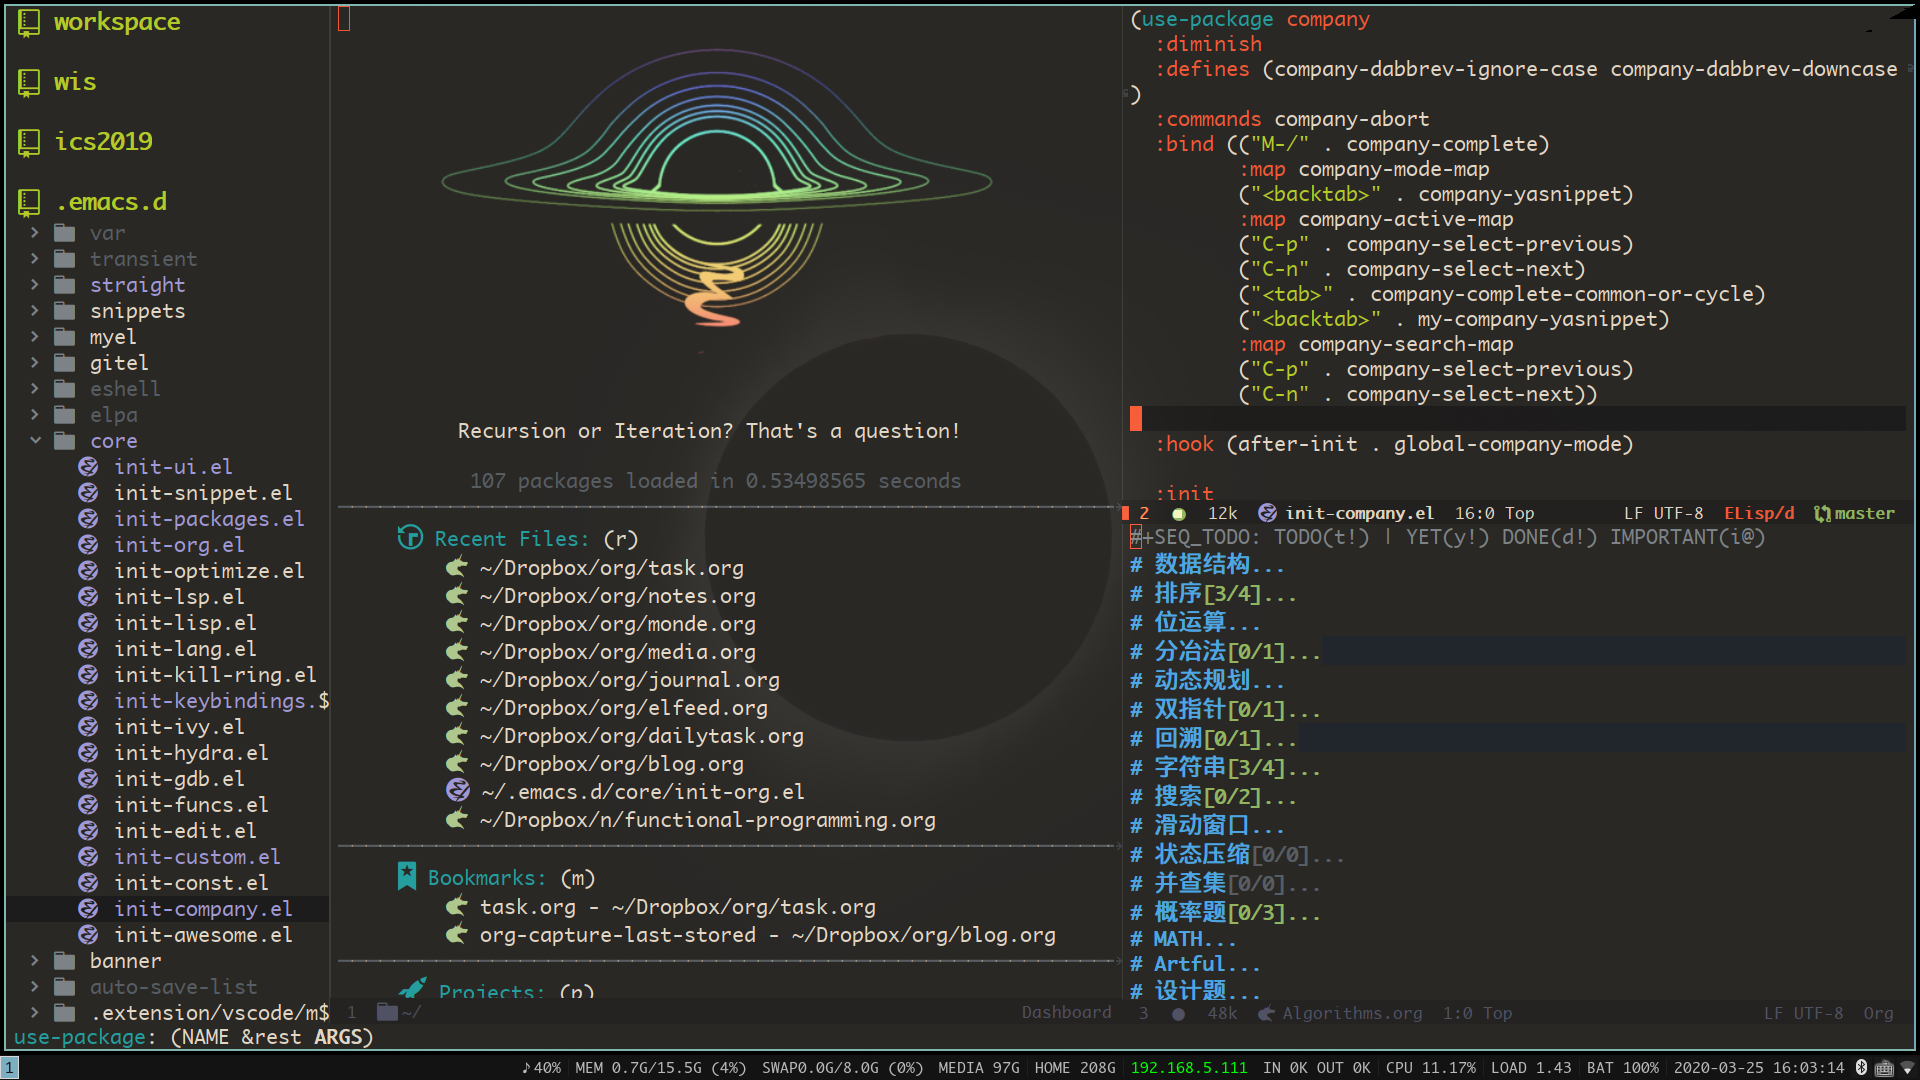 workspace
wis
ics2019
.emacs.d
var
transient
straight
snippets
myel
gitel
eshell
elpa
core
init-ui.el
init-snippet.el
init-packages.el
init-org.el
init-optimize.el
init-lsp.el
init-lisp.el
init-lang.el
init-kill-ring.el
init-keybindings.$
init-ivy.el
init-hydra.el
init-gdb.el
init-funcs.el
init-edit.el
init-custom.el
init-const.el
init-company.el
init-awesome.el
banner
auto-save-list
.extension/vscode/m$
Recursion or Iteration? That's a question!
107 packages loaded in 0.53498565 seconds
Recent Files: (r)
~/Dropbox/org/task.org
~/Dropbox/org/notes.org
~/Dropbox/org/monde.org
~/Dropbox/org/media.org
~/Dropbox/org/journal.org
~/Dropbox/org/elfeed.org
~/Dropbox/org/dailytask.org
~/Dropbox/org/blog.org
~/.emacs.d/core/init-org.el
~/Dropbox/n/functional-programming.org
Bookmarks: (m)
task.org - ~/Dropbox/org/task.org
org-capture-last-stored - ~/Dropbox/org/blog.org
Projects: (p)
1 ~/ Dashboard
(use-package company
:diminish
:defines (company-dabbrev-ignore-case company-dabbrev-downcase
)
:commands company-abort
:bind (("M-/" . company-complete)
:map company-mode-map
("<backtab>" . company-yasnippet)
:map company-active-map
("C-p" . company-select-previous)
("C-n" . company-select-next)
("<tab>" . company-complete-common-or-cycle)
("<backtab>" . my-company-yasnippet)
:map company-search-map
("C-p" . company-select-previous)
("C-n" . company-select-next))
:hook (after-init . global-company-mode)
:init
2 12k init-company.el 16:0 Top LF UTF-8 ELisp/d master
#+SEQ_TODO: TODO(t!) | YET(y!) DONE(d!) IMPORTANT(i@)
# 数据结构...
# 排序[3/4]...
# 位运算...
# 分冶法[0/1]...
# 动态规划...
# 双指针[0/1]...
# 回溯[0/1]...
# 字符串[3/4]...
# 搜索[0/2]...
# 滑动窗口...
# 状态压缩[0/0]...
# 并查集[0/0]...
# 概率题[0/3]...
# MATH...
# Artful...
# 设计题...
3 48k Algorithms.org 1:0 Top LF UTF-8 Org
use-package: (NAME &rest ARGS)
1 ♪40% MEM 0.7G/15.5G (4%) SWAP0.0G/8.0G (0%) MEDIA 97G HOME 208G 192.168.5.111 IN 0K OUT 0K CPU 11.17% LOAD 1.43 BAT 100% 2020-03-25 16:03:14